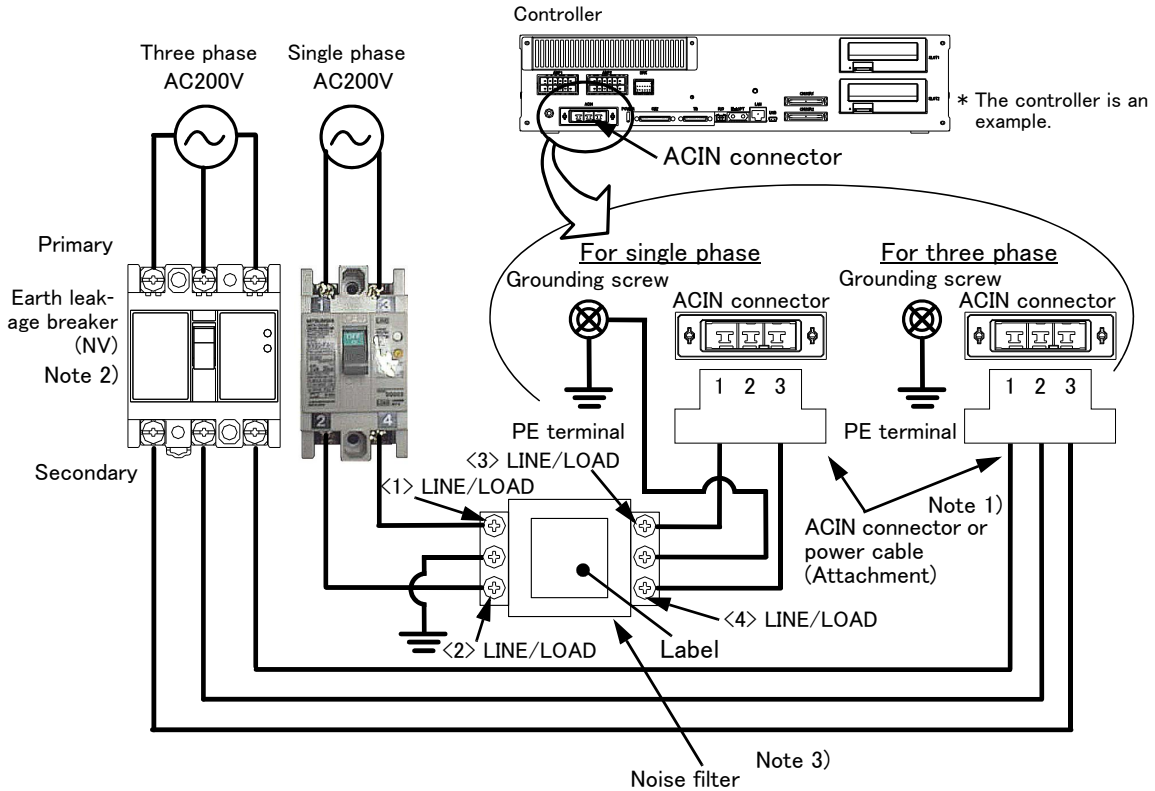 Controller
Three phase
AC200V
Single phase
AC200V
* The controller is an
example.
ACIN connector
Primary
Earth leak-
age breaker
(NV)
Note 2)
Secondary
For single phase
Grounding screw
ACIN connector
1 2 3
PE terminal
For three phase
Grounding screw
ACIN connector
1 2 3
PE terminal
2
4
<1> LINE/LOAD
<3> LINE/LOAD
Note 1)
ACIN connector or
power cable
(Attachment)
<2> LINE/LOAD
<4> LINE/LOAD
Label
Note 3)
Noise filter